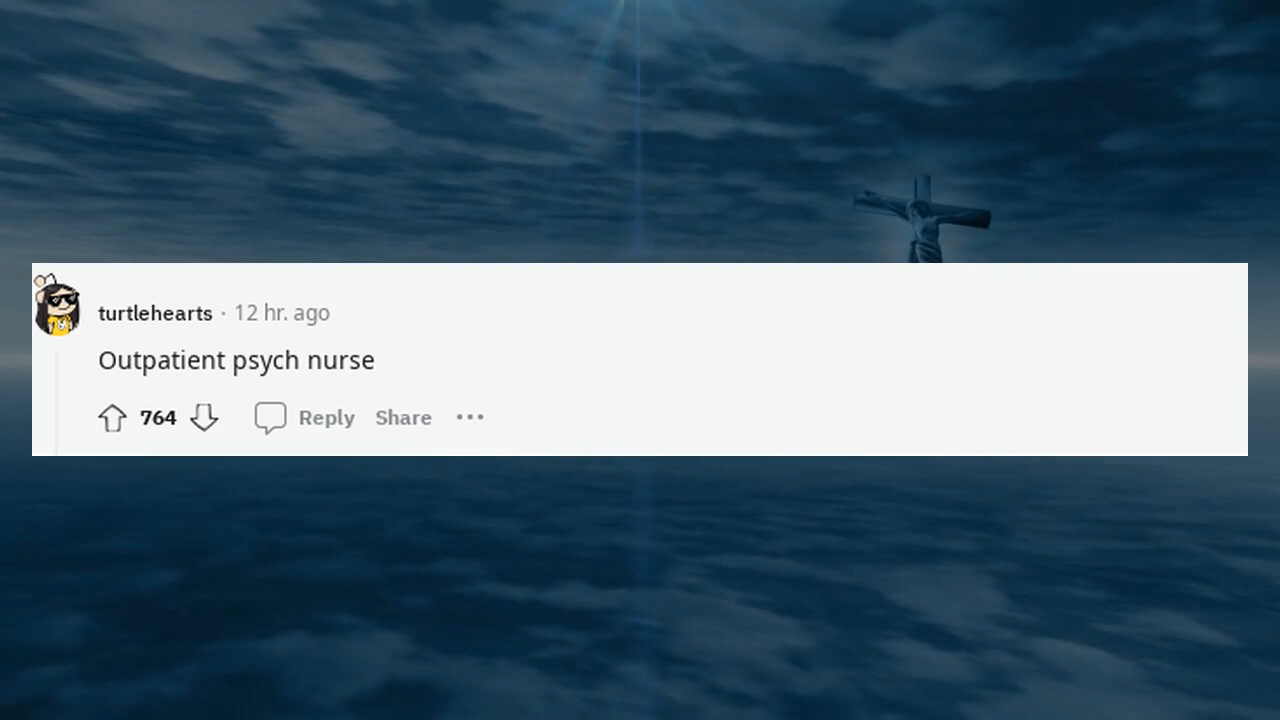 turtlehearts · 12 hr. ago
Outpatient psych nurse
764 Reply Share